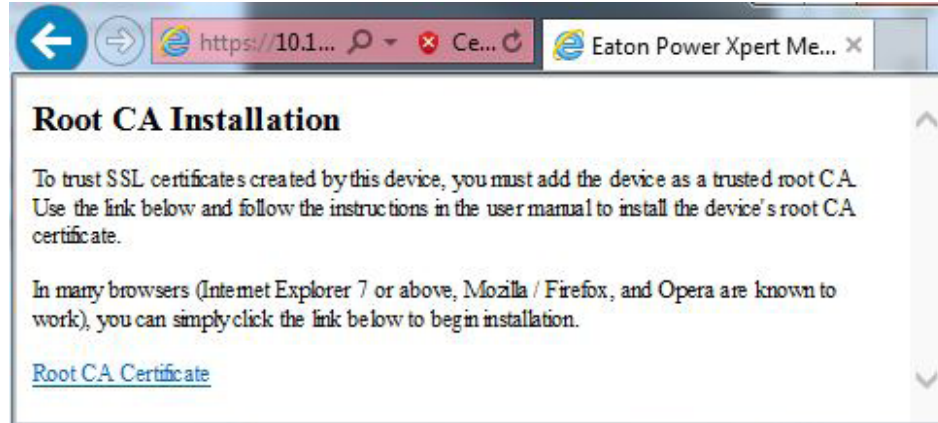 https://10.1... Ce... Eaton Power Xpert Me...
Root CA Installation
To trust SSL certificates created by this device, you must add the device as a trusted root CA.
Use the link below and follow the instructions in the user manual to install the device's root CA
certificate.
In many browsers (Internet Explorer 7 or above, Mozilla / Firefox, and Opera are known to
work), you can simply click the link below to begin installation.
Root CA Certificate